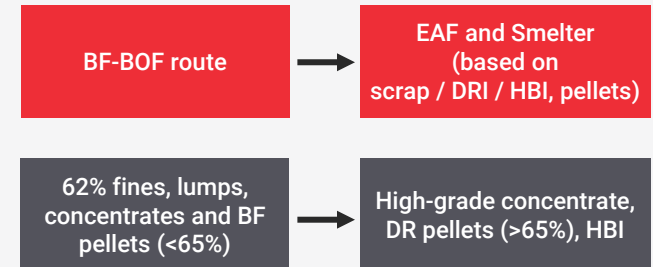 BF-BOF route
EAF and Smelter
(based on
scrap / DRI / HBI, pellets)
62% fines, lumps,
concentrates and BF
pellets (<65%)
High-grade concentrate,
DR pellets (>65%), HBI